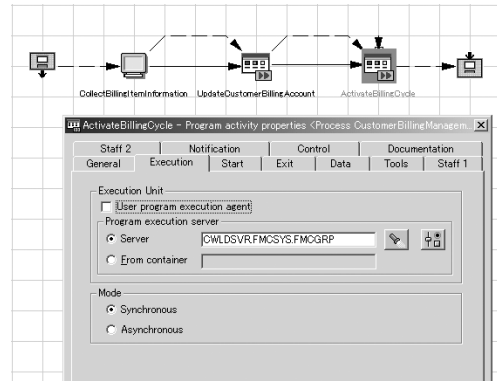 CollectBillingItemInformation UpdateCustomerBillingAccount ActivateBillingCycle
ActivateBillingCycle - Program activity properties <Process CustomerBillingManagem...
Staff 2 Notification Control Documentation
General Execution Start Exit Data Tools Staff 1
Execution Unit
User program execution agent
Program execution server
Server CWLDSVR.FMCSYS.FMCGRP
From container
Mode
Synchronous
Asynchronous